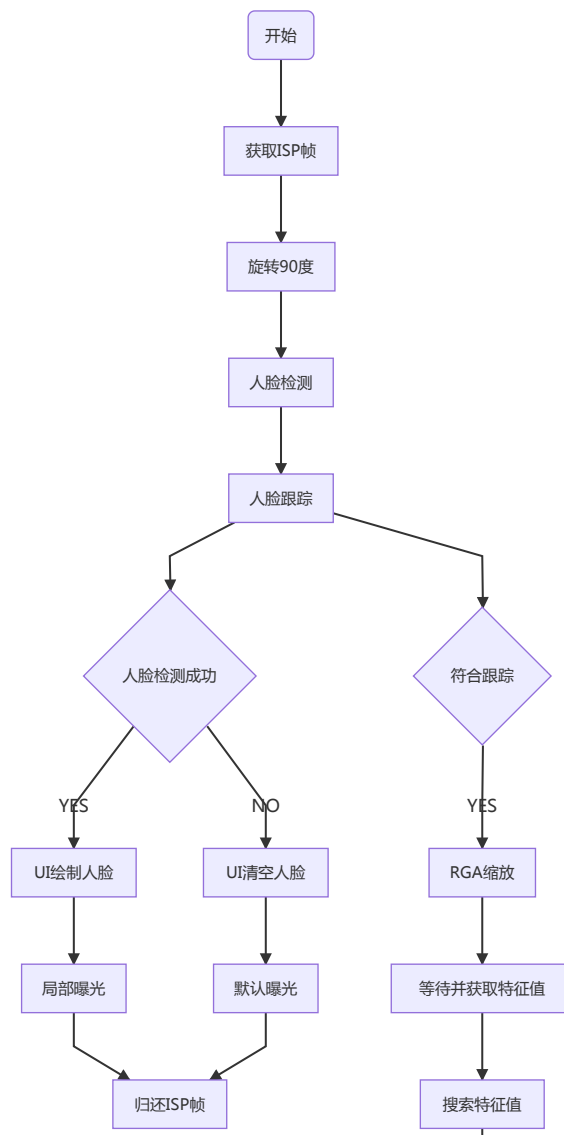 开始
获取ISP帧
旋转90度
人脸检测
人脸跟踪
人脸检测成功
符合跟踪
YES
NO
YES
UI绘制人脸
UI清空人脸
RGA缩放
局部曝光
默认曝光
等待并获取特征值
归还ISP帧
搜索特征值